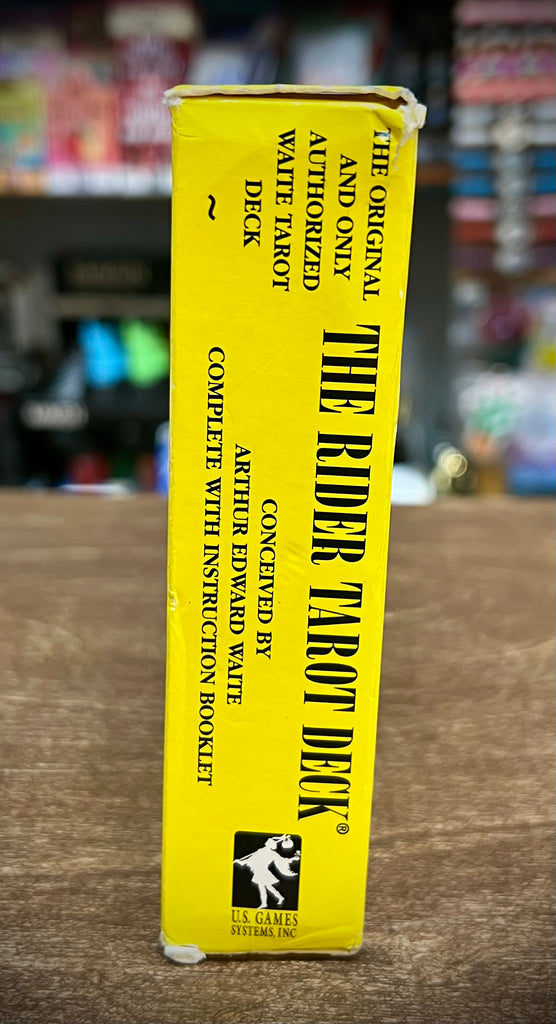 THE ORIGINAL
AND ONLY
AUTHORIZED
WAITE TAROT
DECK
~
THE RIDER TAROT DECK®
CONCEIVED BY
ARTHUR EDWARD WAITE
COMPLETE WITH INSTRUCTION BOOKLET
U.S. GAMES
SYSTEMS, INC